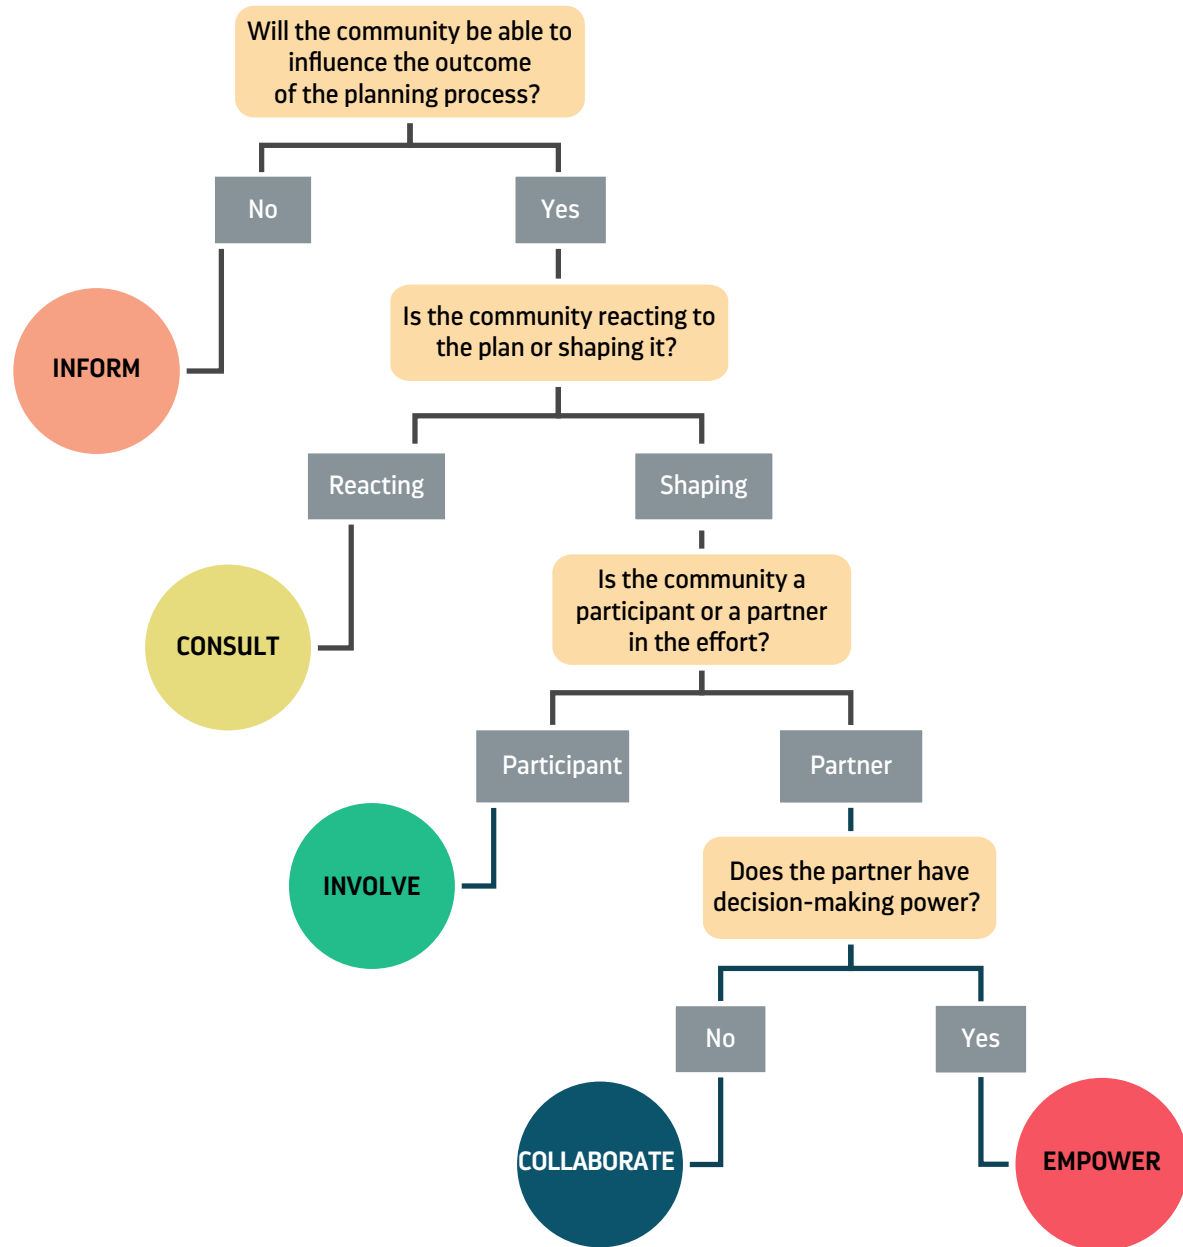 Will the community be able to
influence the outcome
of the planning process?
No
Yes
INFORM
Is the community reacting to
the plan or shaping it?
Reacting
Shaping
CONSULT
Is the community a
participant or a partner
in the effort?
Participant
Partner
INVOLVE
Does the partner have
decision-making power?
No
Yes
COLLABORATE
EMPOWER